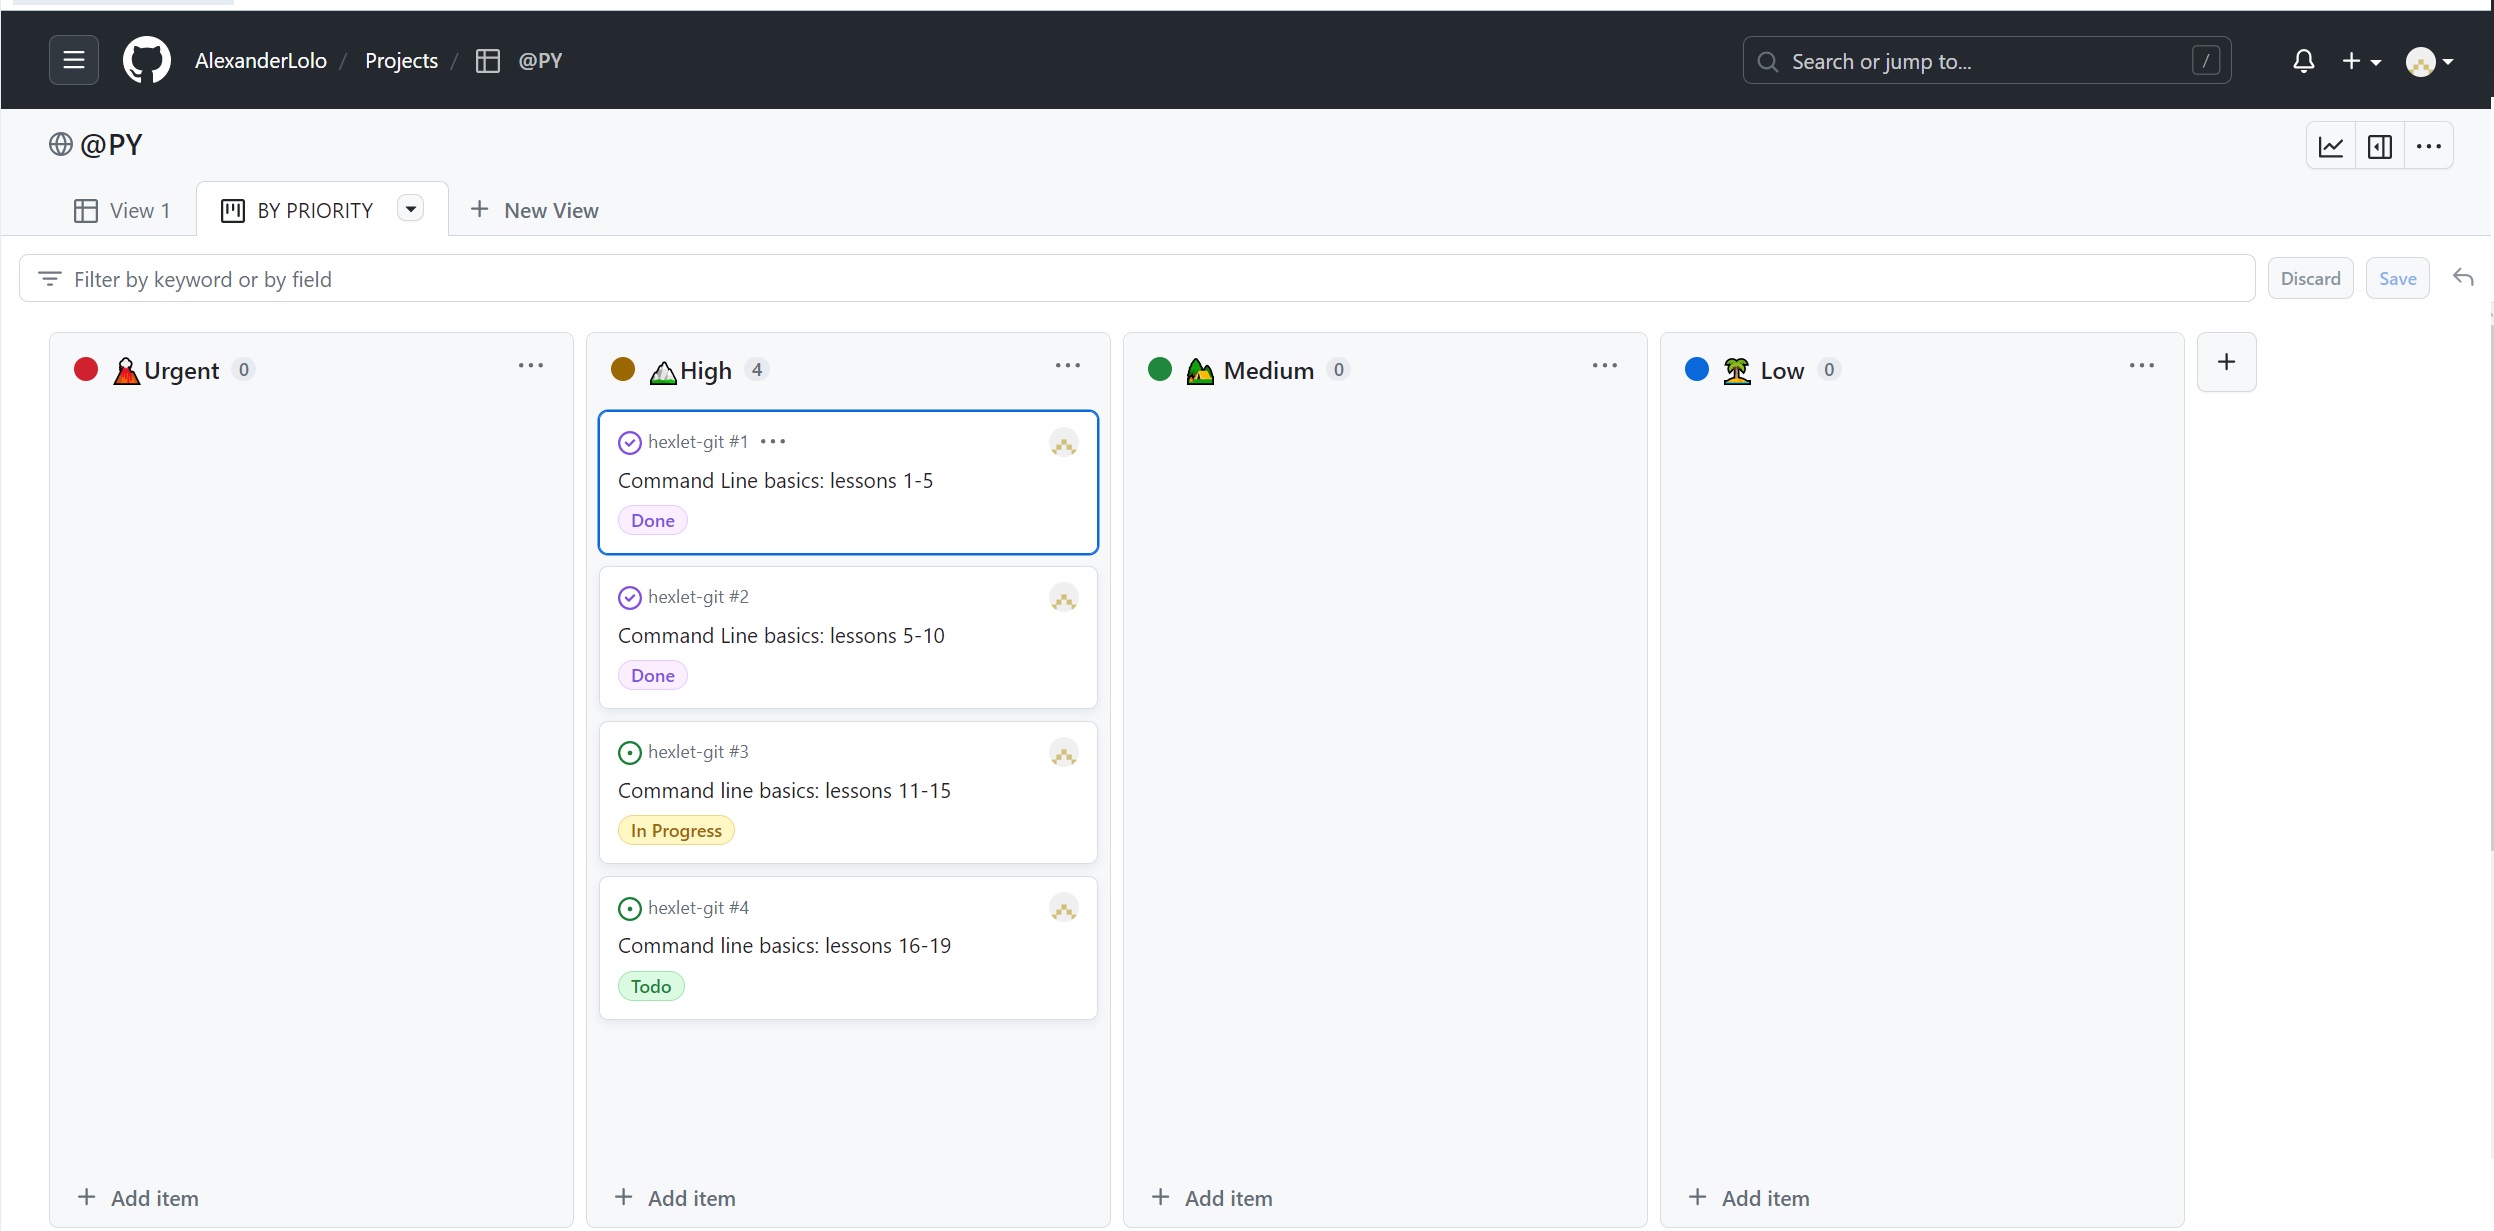 AlexanderLolo / Projects / @PY
Search or jump to... /
@PY
View 1
BY PRIORITY
New View
Filter by keyword or by field
Discard
Save
Urgent 0
High 4
hexlet-git #1
Command Line basics: lessons 1-5
Done
hexlet-git #2
Command Line basics: lessons 5-10
Done
hexlet-git #3
Command line basics: lessons 11-15
In Progress
hexlet-git #4
Command line basics: lessons 16-19
Todo
Medium 0
Low 0
Add item
Add item
Add item
Add item